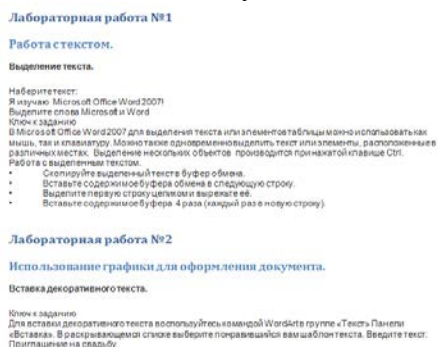 Лабораторная работа №1
Работа с текстом.
Выделение текста.
Наберите текст:
Я изучаю Microsoft Office Word 2007!
Выделите слова Microsoft и Word
Ключ к заданию
В Microsoft Office Word 2007 для выделения текста или элементов таблицы можно использовать как
мышь, так и клавиатуру. Можно также одновременно выделить текст или элементы, расположенные в
различных местах. Выделение нескольких объектов производится при нажатой клавише Ctrl.
Работа с выделенным текстом.
• Скопируйте выделенный текст в буфер обмена.
• Вставьте содержимое буфера обмена в следующую строку.
• Выделите первую строку целиком и вырежьте её.
• Вставьте содержимое буфера 4 раза (каждый раз в новую строку).
Лабораторная работа №2
Использование графики для оформления документа.
Вставка декоративного текста.
Ключ к заданию
Для вставки декоративного текста воспользуйтесь командой WordArt в группе «Текст» Панели
«Вставка». В раскрывающемся списке выберите понравившийся вам шаблон текста. Введите текст:
Приглашение на свадьбу